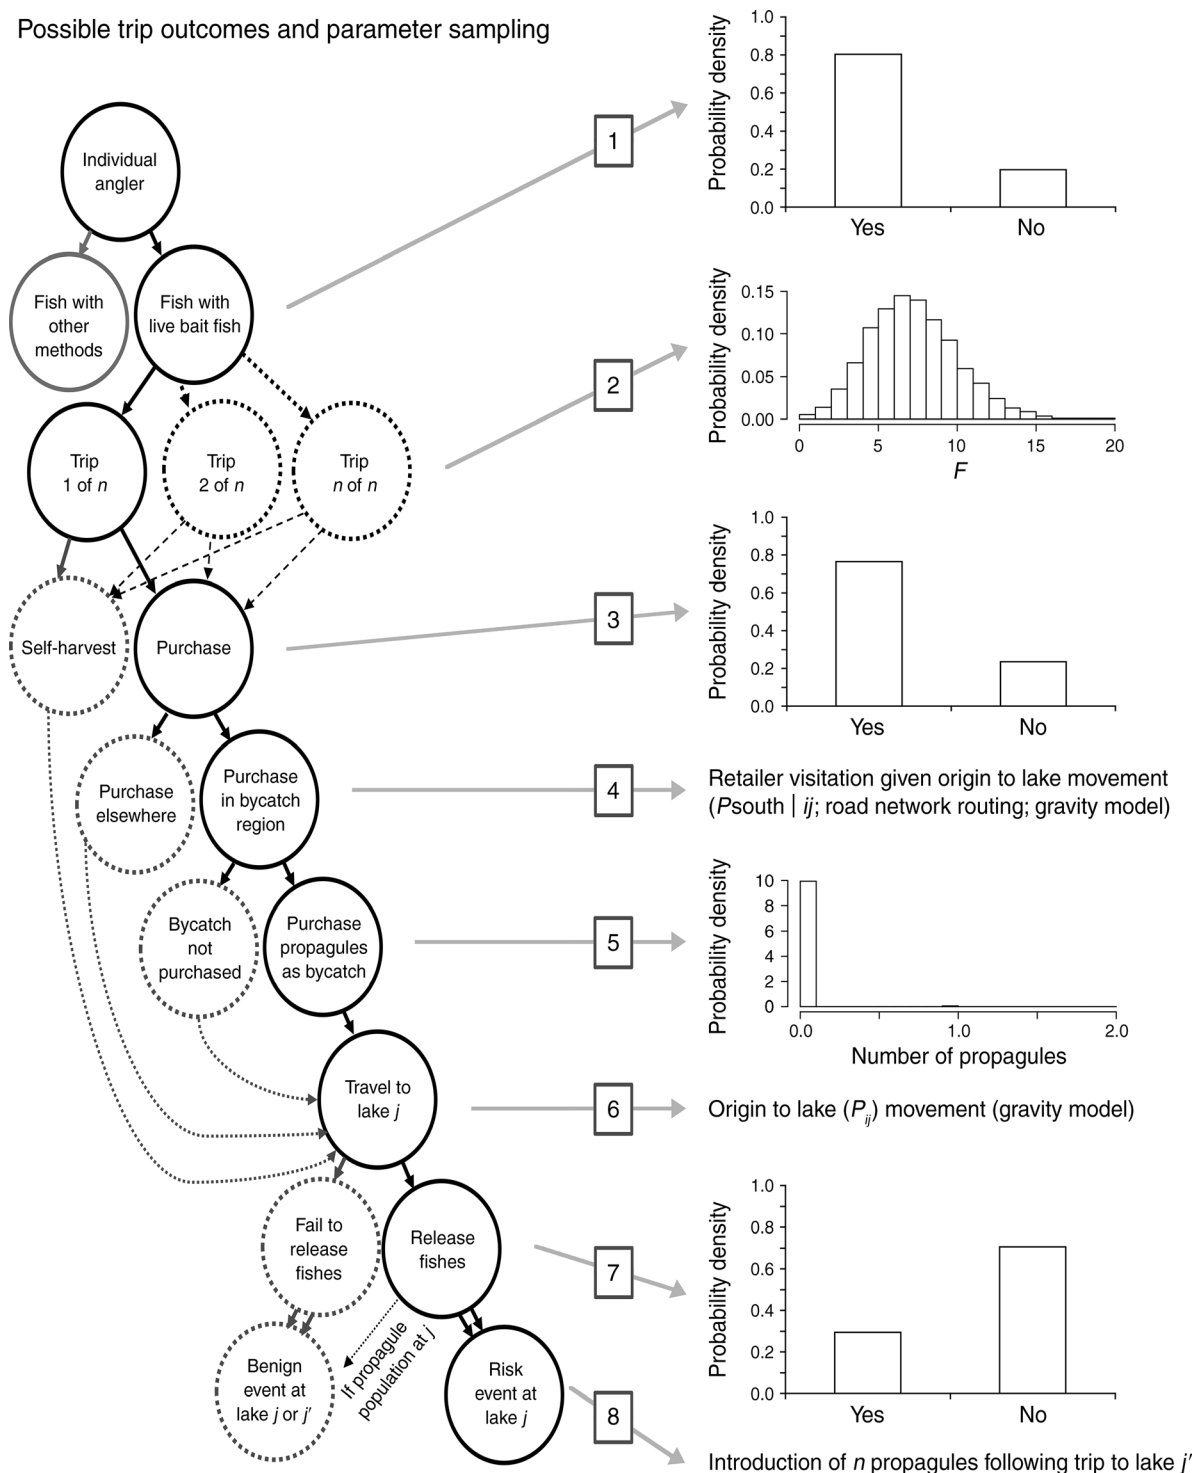 Possible trip outcomes and parameter sampling
Individual
angler
Fish with
other
methods
Fish with
live bait fish
Trip
1 of n
Trip
2 of n
Trip
n of n
Self-harvest
Purchase
Purchase
elsewhere
Purchase
in bycatch
region
Bycatch
not
purchased
Purchase
propagules
as bycatch
Travel to
lake j
Fail to
release
fishes
Release
fishes
Benign
event at
lake j or j′
If propagule
population at j
Risk
event at
lake j
1
Probability density
1.0
0.8
0.6
0.4
0.2
0.0
Yes No
2
Probability density
0.15
0.10
0.05
0.00
0 5 10 15 20
F
3
Probability density
1.0
0.8
0.6
0.4
0.2
0.0
Yes No
4
Retailer visitation given origin to lake movement
(Psouth | ij; road network routing; gravity model)
5
Probability density
10
8
6
4
2
0
0.0 1.0 2.0
Number of propagules
6
Origin to lake (Pij) movement (gravity model)
7
Probability density
1.0
0.8
0.6
0.4
0.2
0.0
Yes No
8
Introduction of n propagules following trip to lake j′